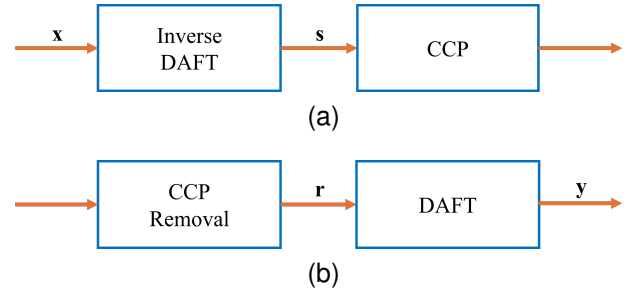 x
Inverse
DAFT
s
CCP
(a)
CCP
Removal
r
DAFT
y
(b)